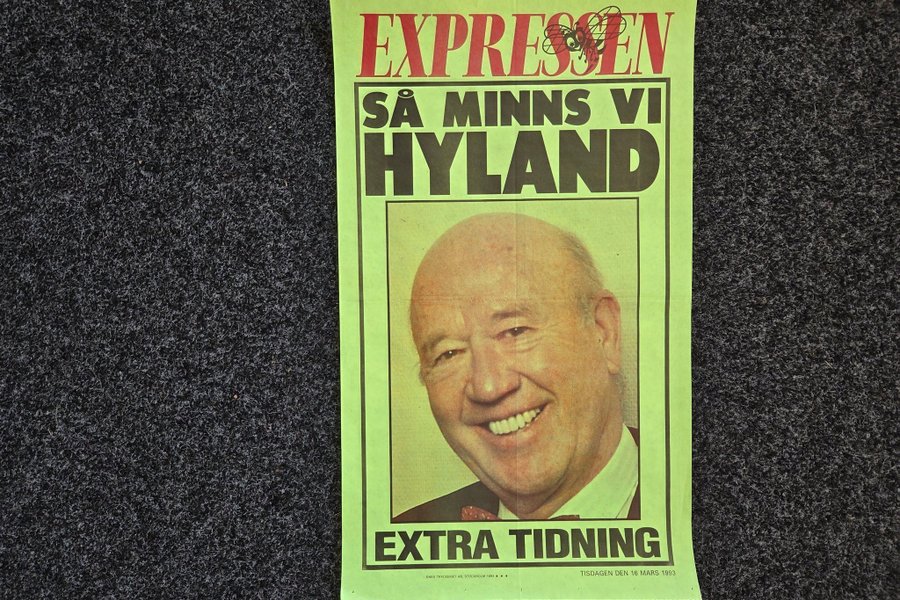 EXPRESSEN
SÅ MINNS VI
HYLAND
EXTRA TIDNING
TISDAGEN DEN 16 MARS 1993